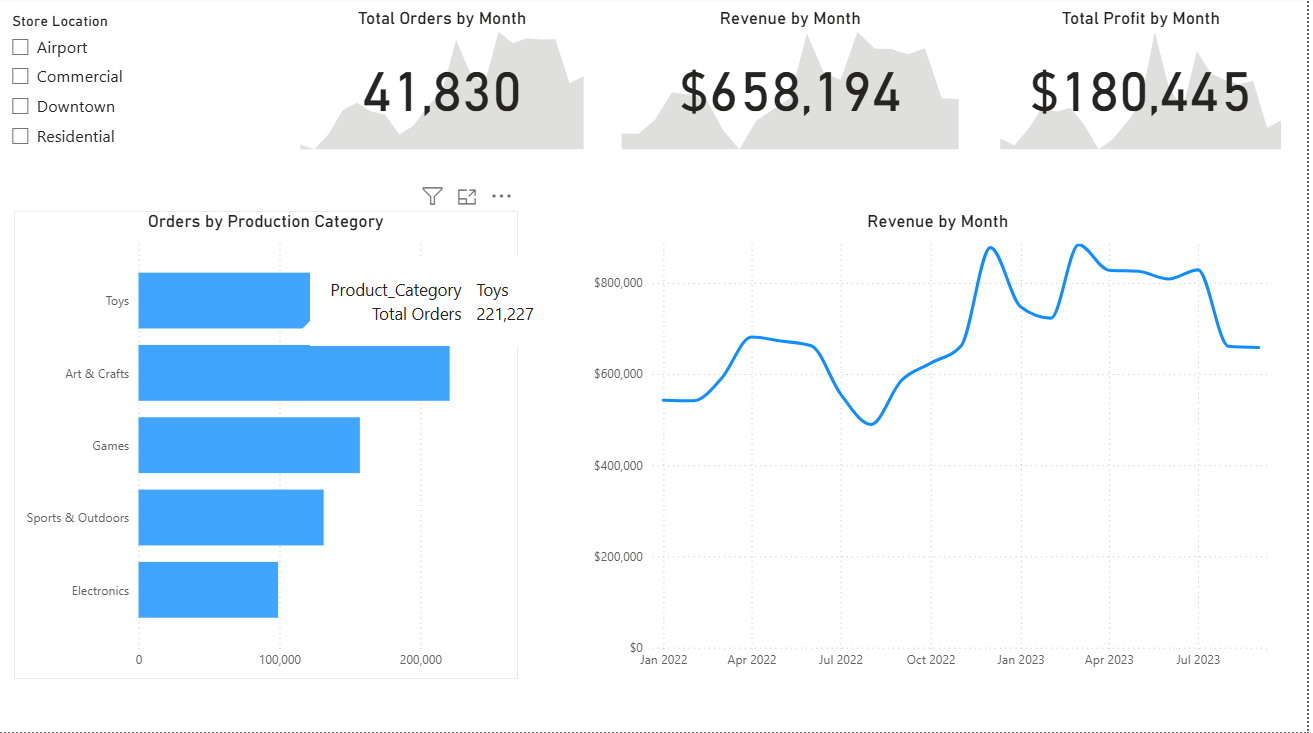 Store Location
Airport
Commercial
Downtown
Residential
Total Orders by Month
41,830
Revenue by Month
$658,194
Total Profit by Month
$180,445
Orders by Production Category
Toys
Art & Crafts
Games
Sports & Outdoors
Electronics
0 100,000 200,000
Product_Category Toys
Total Orders 221,227
Revenue by Month
$800,000
$600,000
$400,000
$200,000
$0
Jan 2022 Apr 2022 Jul 2022 Oct 2022 Jan 2023 Apr 2023 Jul 2023